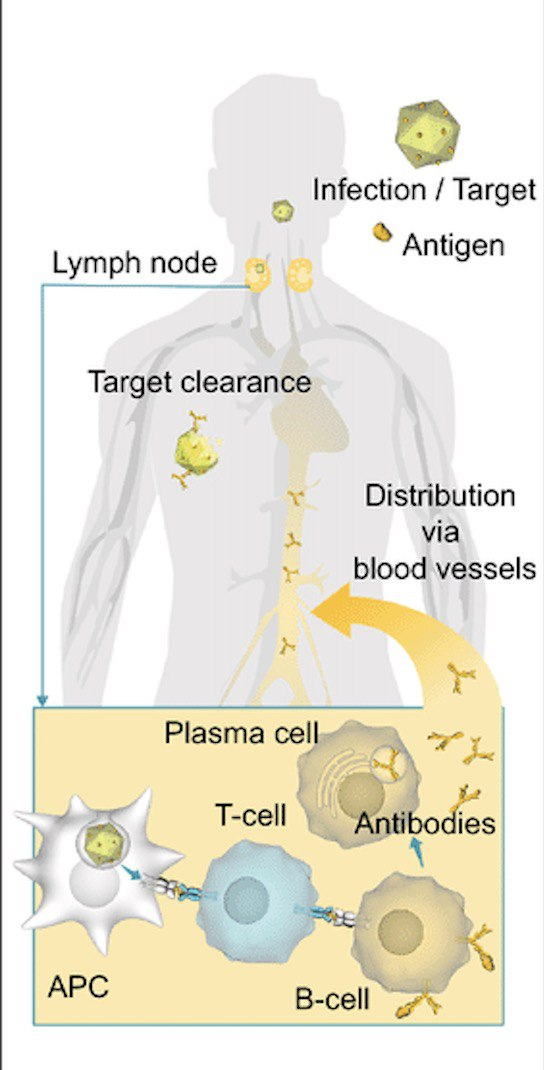 Infection / Target
Antigen
Lymph node
Target clearance
Distribution
via
blood vessels
Plasma cell
T-cell
Antibodies
APC
B-cell